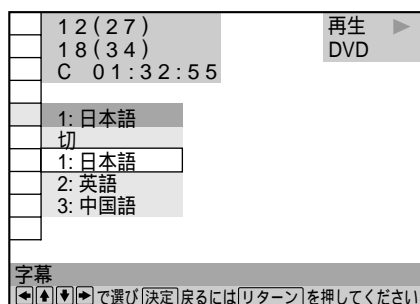 12(27)
18(34)
C 01:32:55
再生 ▶
DVD
1: 日本語
切
1: 日本語
2: 英語
3: 中国語
字幕
←↑↓→で選び 決定 戻るには リターン を押してください